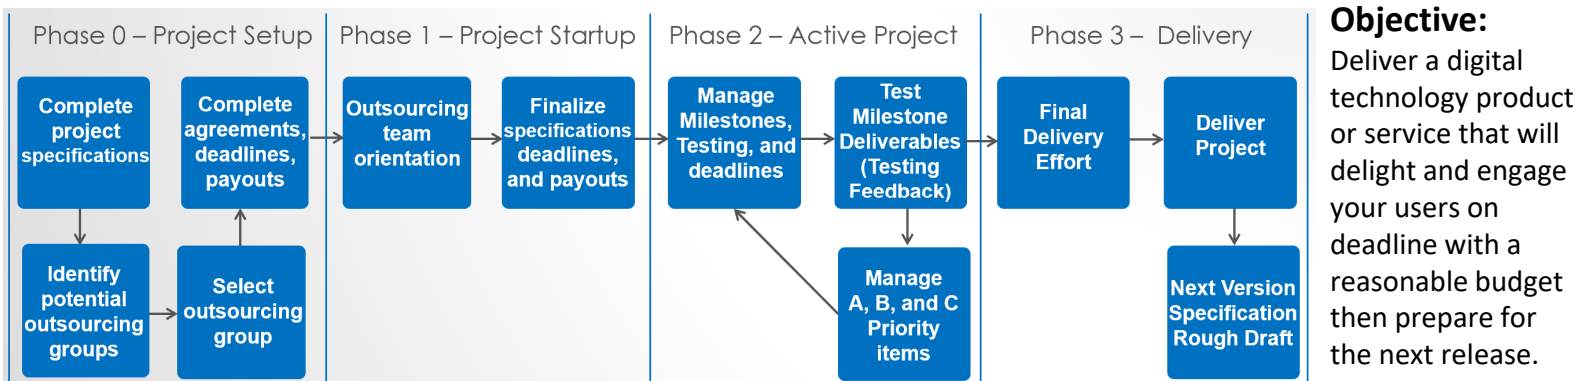 Phase 0 – Project Setup
Complete
project
specifications
Identify
potential
outsourcing
groups
Select
outsourcing
group
Complete
agreements,
deadlines,
payouts
Phase 1 – Project Startup
Outsourcing
team
orientation
Finalize
specifications
deadlines,
and payouts
Phase 2 – Active Project
Manage
Milestones,
Testing, and
deadlines
Test
Milestone
Deliverables
(Testing
Feedback)
Manage
A, B, and C
Priority
items
Phase 3 – Delivery
Final
Delivery
Effort
Deliver
Project
Next Version
Specification
Rough Draft
Objective:
Deliver a digital
technology product
or service that will
delight and engage
your users on
deadline with a
reasonable budget
then prepare for
the next release.